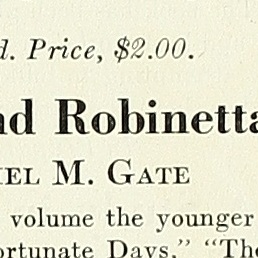 d. Price, $2.00.
nd Robinetta
IEL M. GATE
volume the younger
ortunate Days," "The